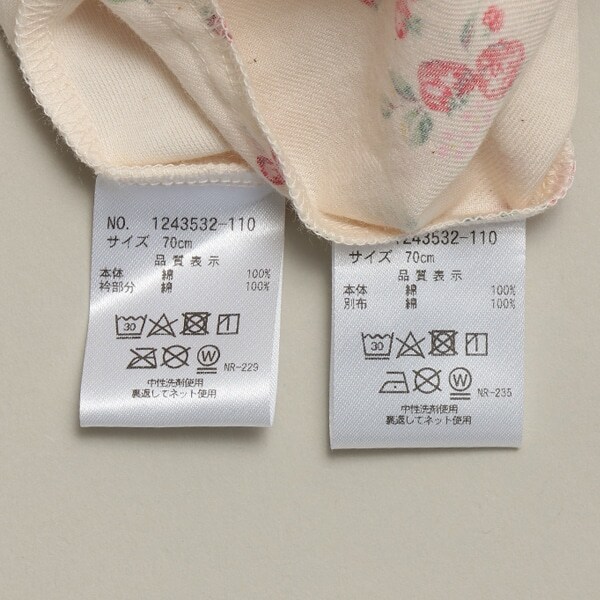 NO. 1243532-110
サイズ 70cm
品質表示
本体 綿 100%
衿部分 綿 100%
30
W
NR-229
中性洗剤使用
裏返してネット使用
1243532-110
サイズ 70cm
品質表示
本体 綿 100%
別布 綿 100%
30
W
NR-235
中性洗剤使用
裏返してネット使用